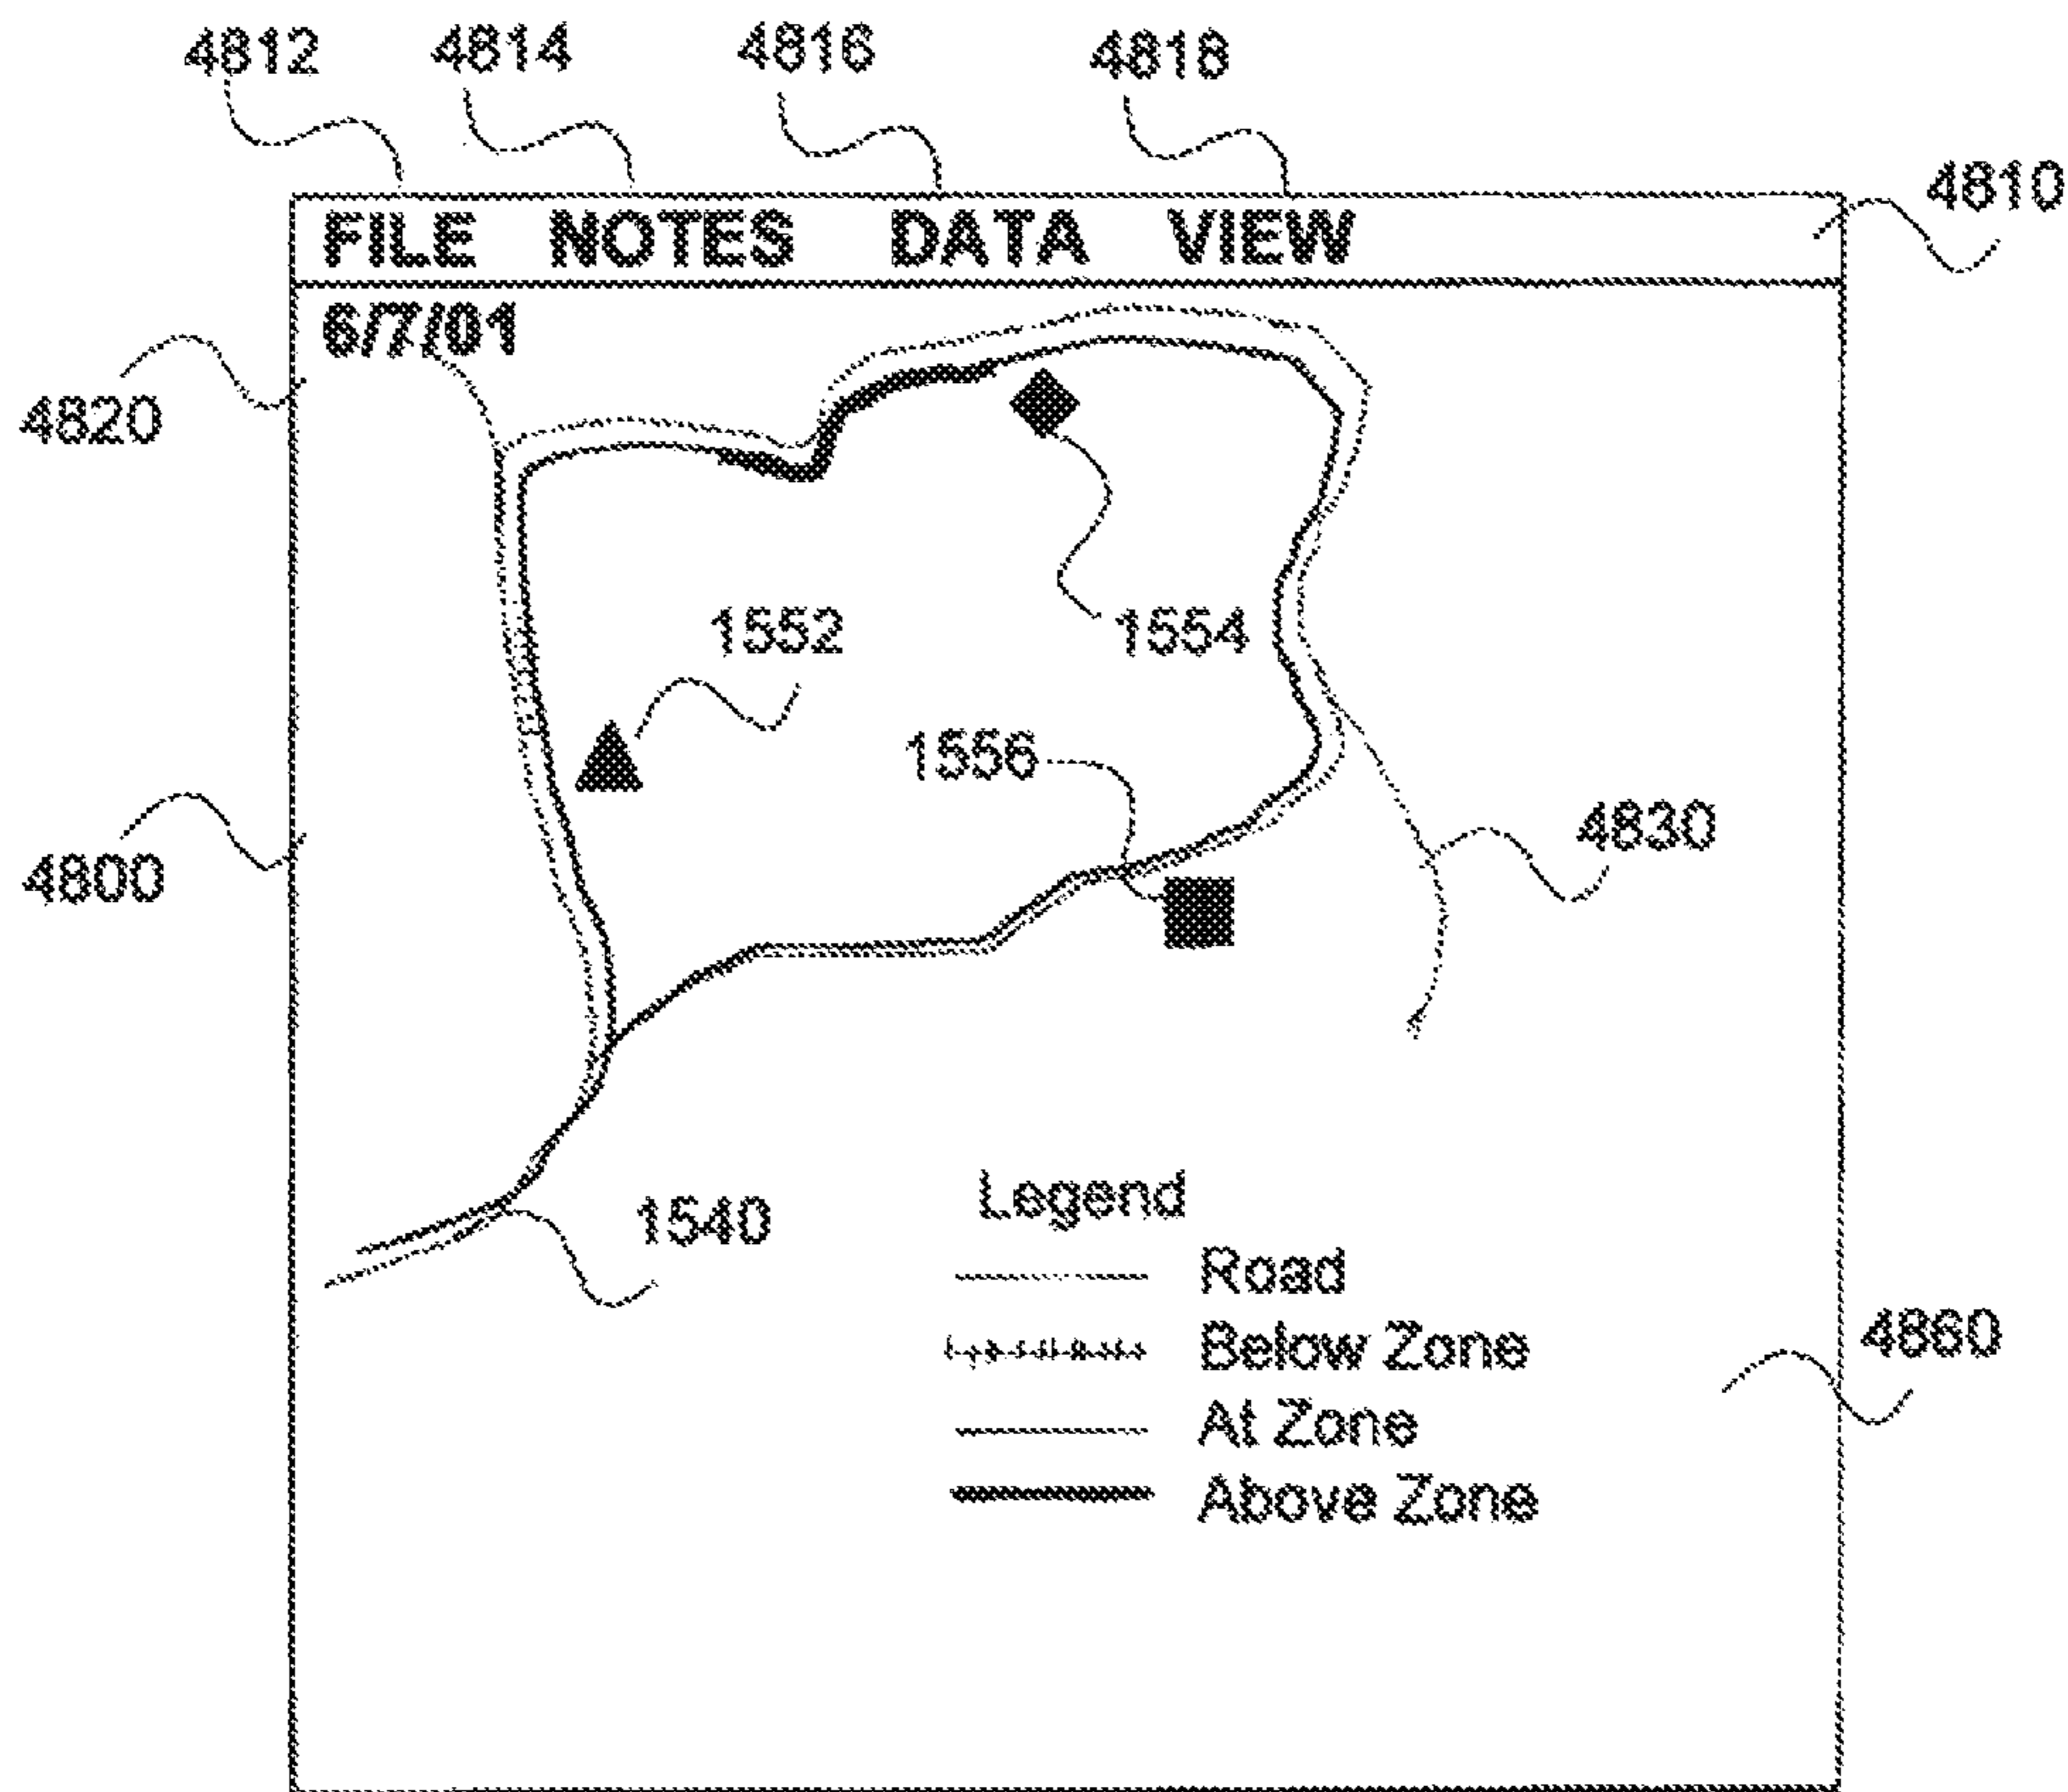 4812 4814 4816 4818
4810
FILE NOTES DATA VIEW
6/7/01
4820
1552
1554
1556
4830
4800
1540
Legend
Road
Below Zone
At Zone
Above Zone
4860